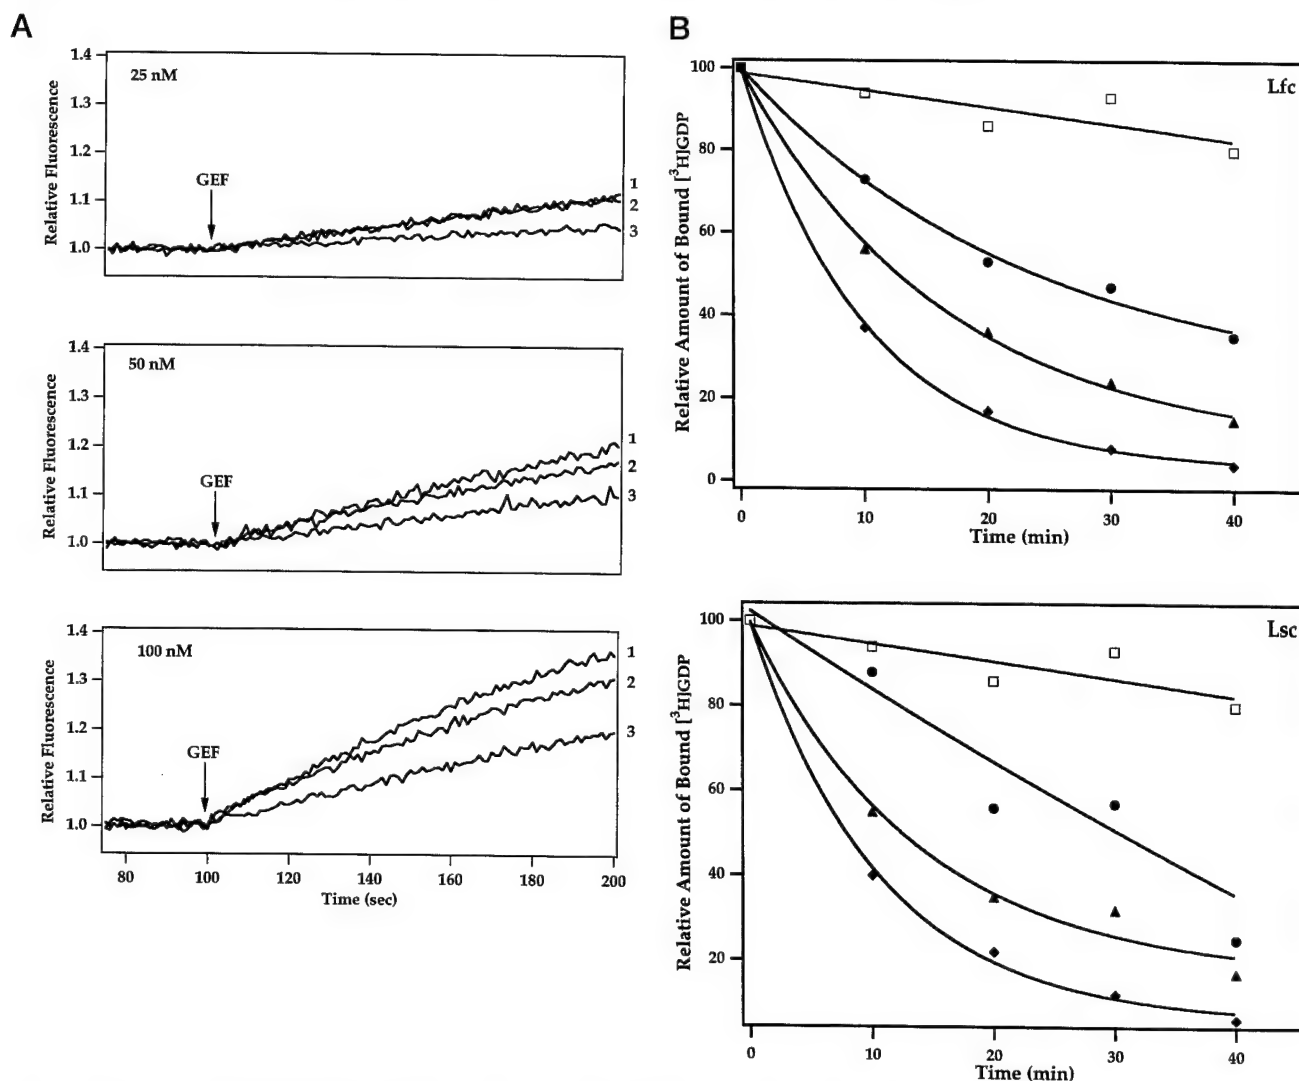 A
1.4
1.3
1.2
1.1
1.0
Relative Fluorescence
25 nM
GEF
1
2
3
1.4
1.3
1.2
1.1
1.0
Relative Fluorescence
50 nM
GEF
1
2
3
1.4
1.3
1.2
1.1
1.0
Relative Fluorescence
100 nM
GEF
1
2
3
80 100 120 140 160 180 200
Time (sec)
B
100
80
60
40
20
0
Relative Amount of Bound [³H]GDP
Lfc
0 10 20 30 40
Time (min)
100
80
60
40
20
Relative Amount of Bound [³H]GDP
Lsc
0 10 20 30 40
Time (min)